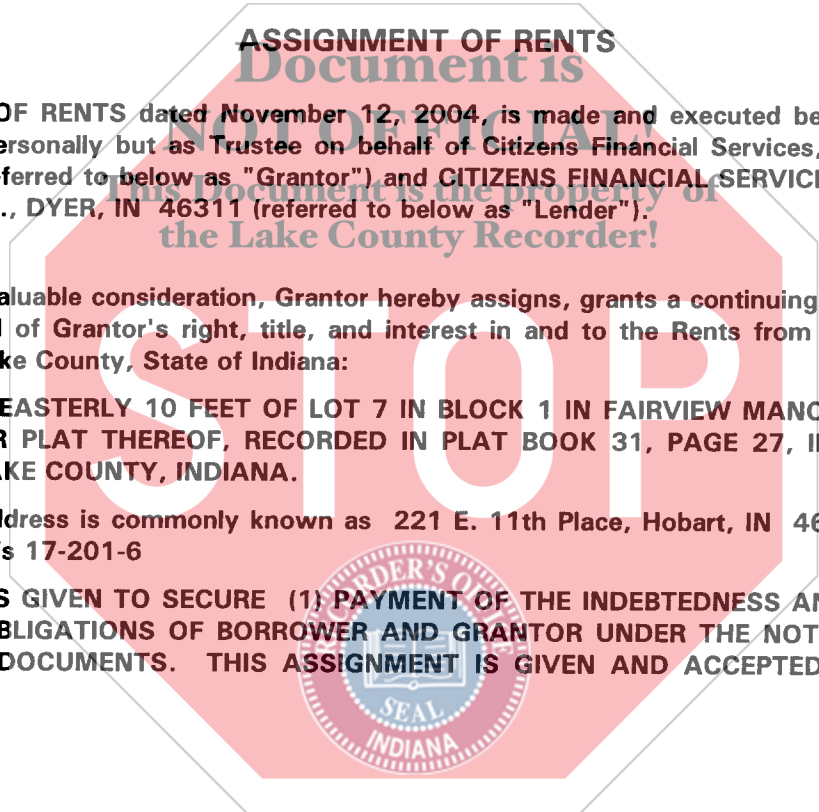 ASSIGNMENT OF RENTS
Document is
OF RENTS dated November 12, 2004, is made and executed be
NOT OFFICIAL!
ersonally but as Trustee on behalf of Citizens Financial Services,
ferred to below as "Grantor") and CITIZENS FINANCIAL SERVIC
This Document is the property of
., DYER, IN 46311 (referred to below as "Lender").
the Lake County Recorder!
aluable consideration, Grantor hereby assigns, grants a continuing
of Grantor's right, title, and interest in and to the Rents from
ke County, State of Indiana:
STOP
EASTERLY 10 FEET OF LOT 7 IN BLOCK 1 IN FAIRVIEW MANO
R PLAT THEREOF, RECORDED IN PLAT BOOK 31, PAGE 27, I
AKE COUNTY, INDIANA.
ddress is commonly known as 221 E. 11th Place, Hobart, IN 46
s 17-201-6
S GIVEN TO SECURE (1) PAYMENT OF THE INDEBTEDNESS A
BLIGATIONS OF BORROWER AND GRANTOR UNDER THE NOT
DOCUMENTS. THIS ASSIGNMENT IS GIVEN AND ACCEPTED
RECORDER'S OFFICE
SEAL
INDIANA